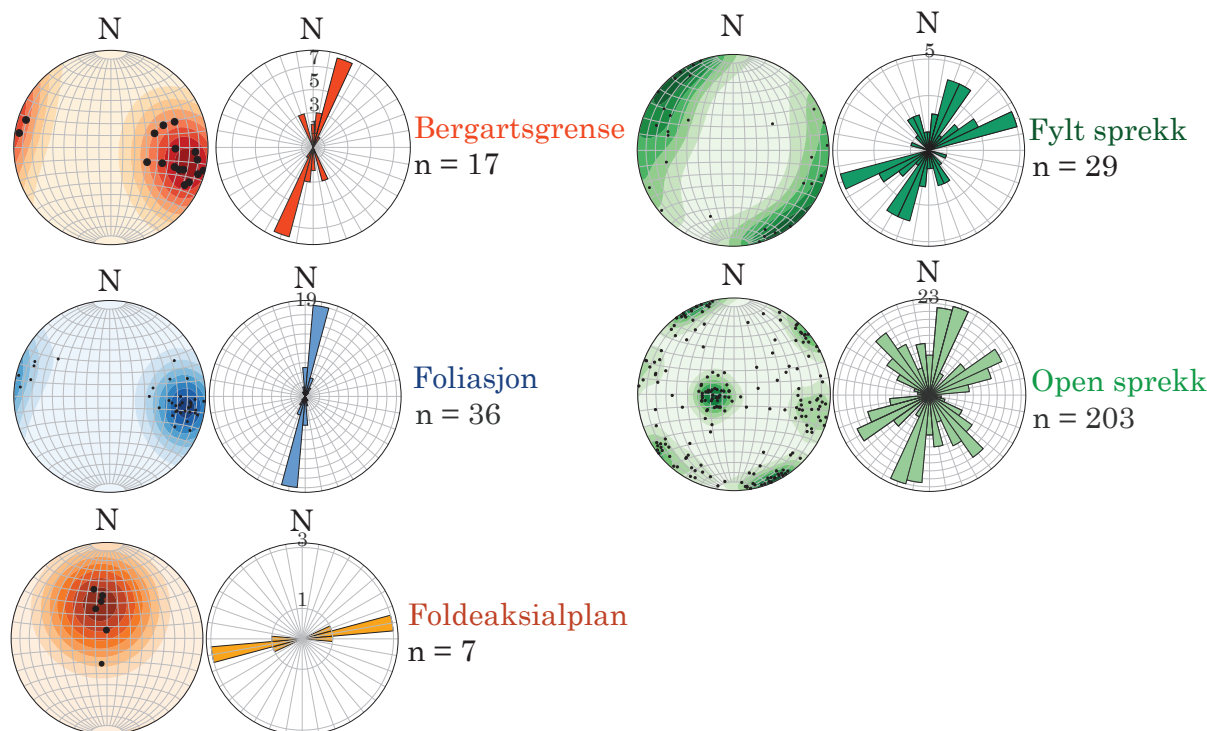 N
N
7
5
3
Bergartsgrense
n = 17
N
N
5
Fylt sprekk
n = 29
N
N
19
Foliasjon
n = 36
N
N
23
Open sprekk
n = 203
N
N
3
1
Foldeaksialplan
n = 7